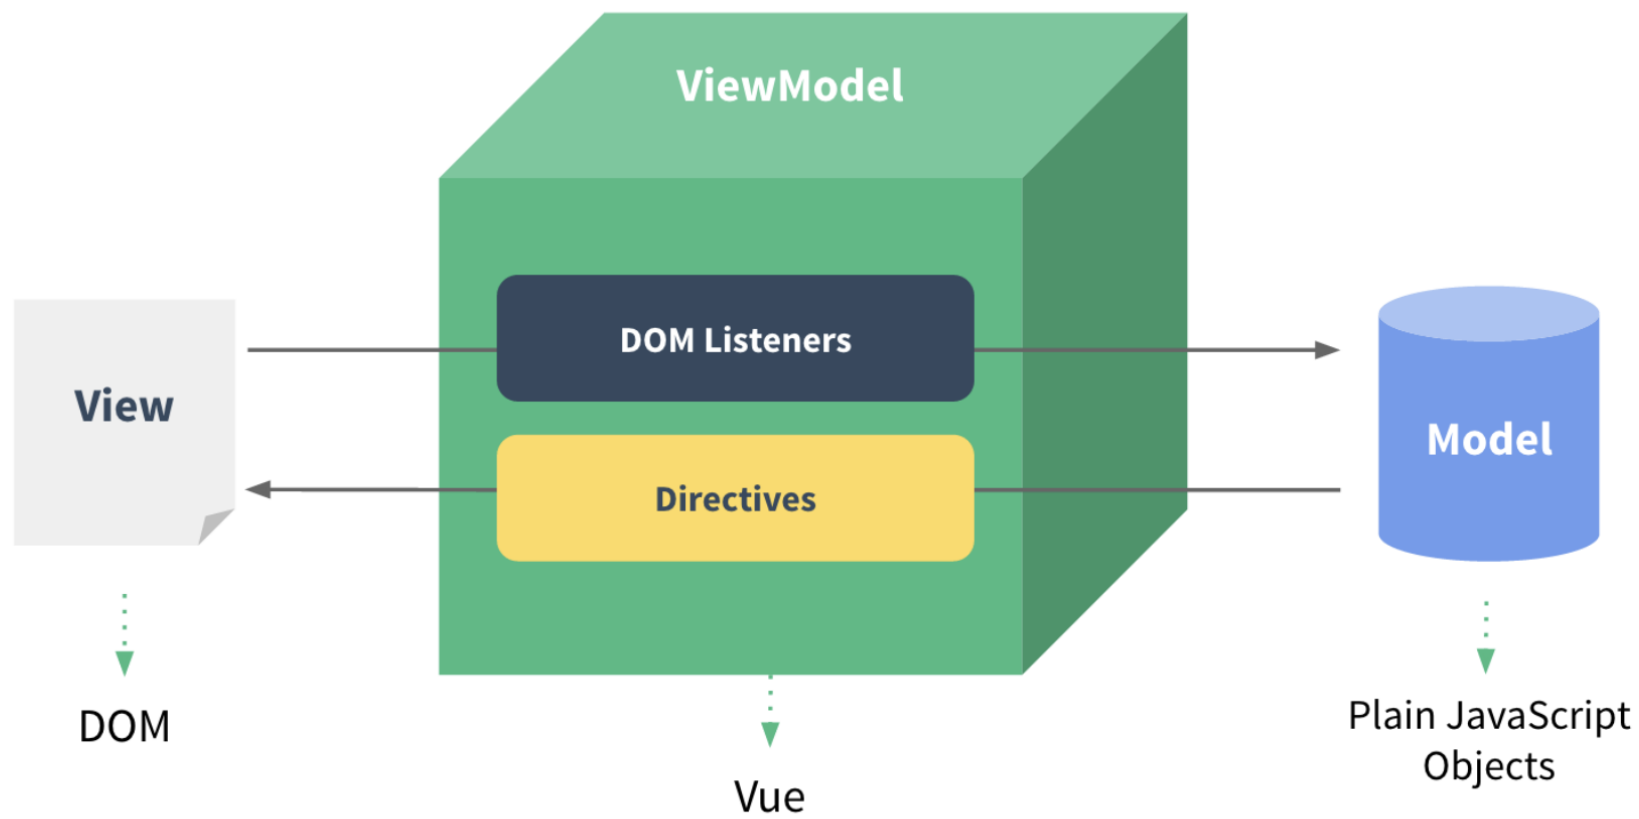 ViewModel
DOM Listeners
View
Model
Directives
DOM
Plain JavaScript
Objects
Vue